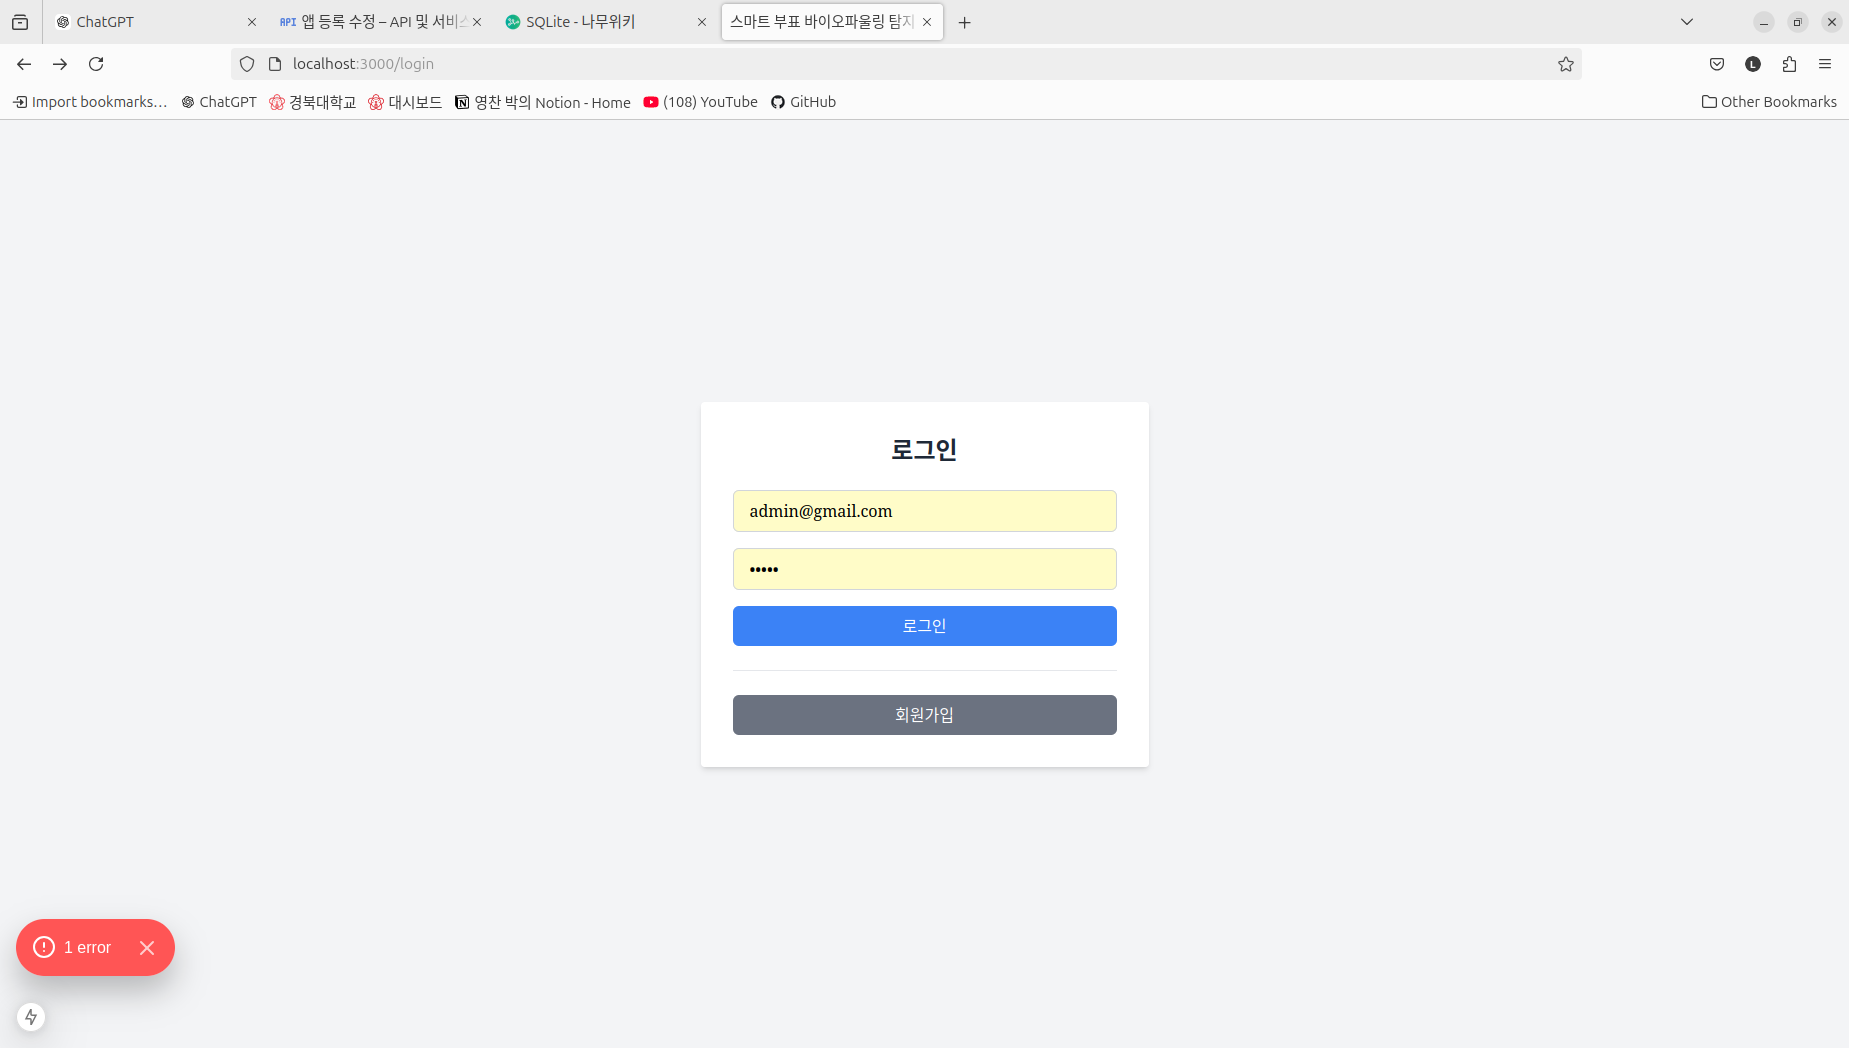 ChatGPT
API 앱 등록 수정 – API 및 서비스
SQLite - 나무위키
스마트 부표 바이오파울링 탐지
localhost:3000/login
L
Import bookmarks...
ChatGPT
경북대학교
대시보드
영찬 박의 Notion - Home
(108) YouTube
GitHub
Other Bookmarks
로그인
admin@gmail.com
•••••
로그인
회원가입
1 error